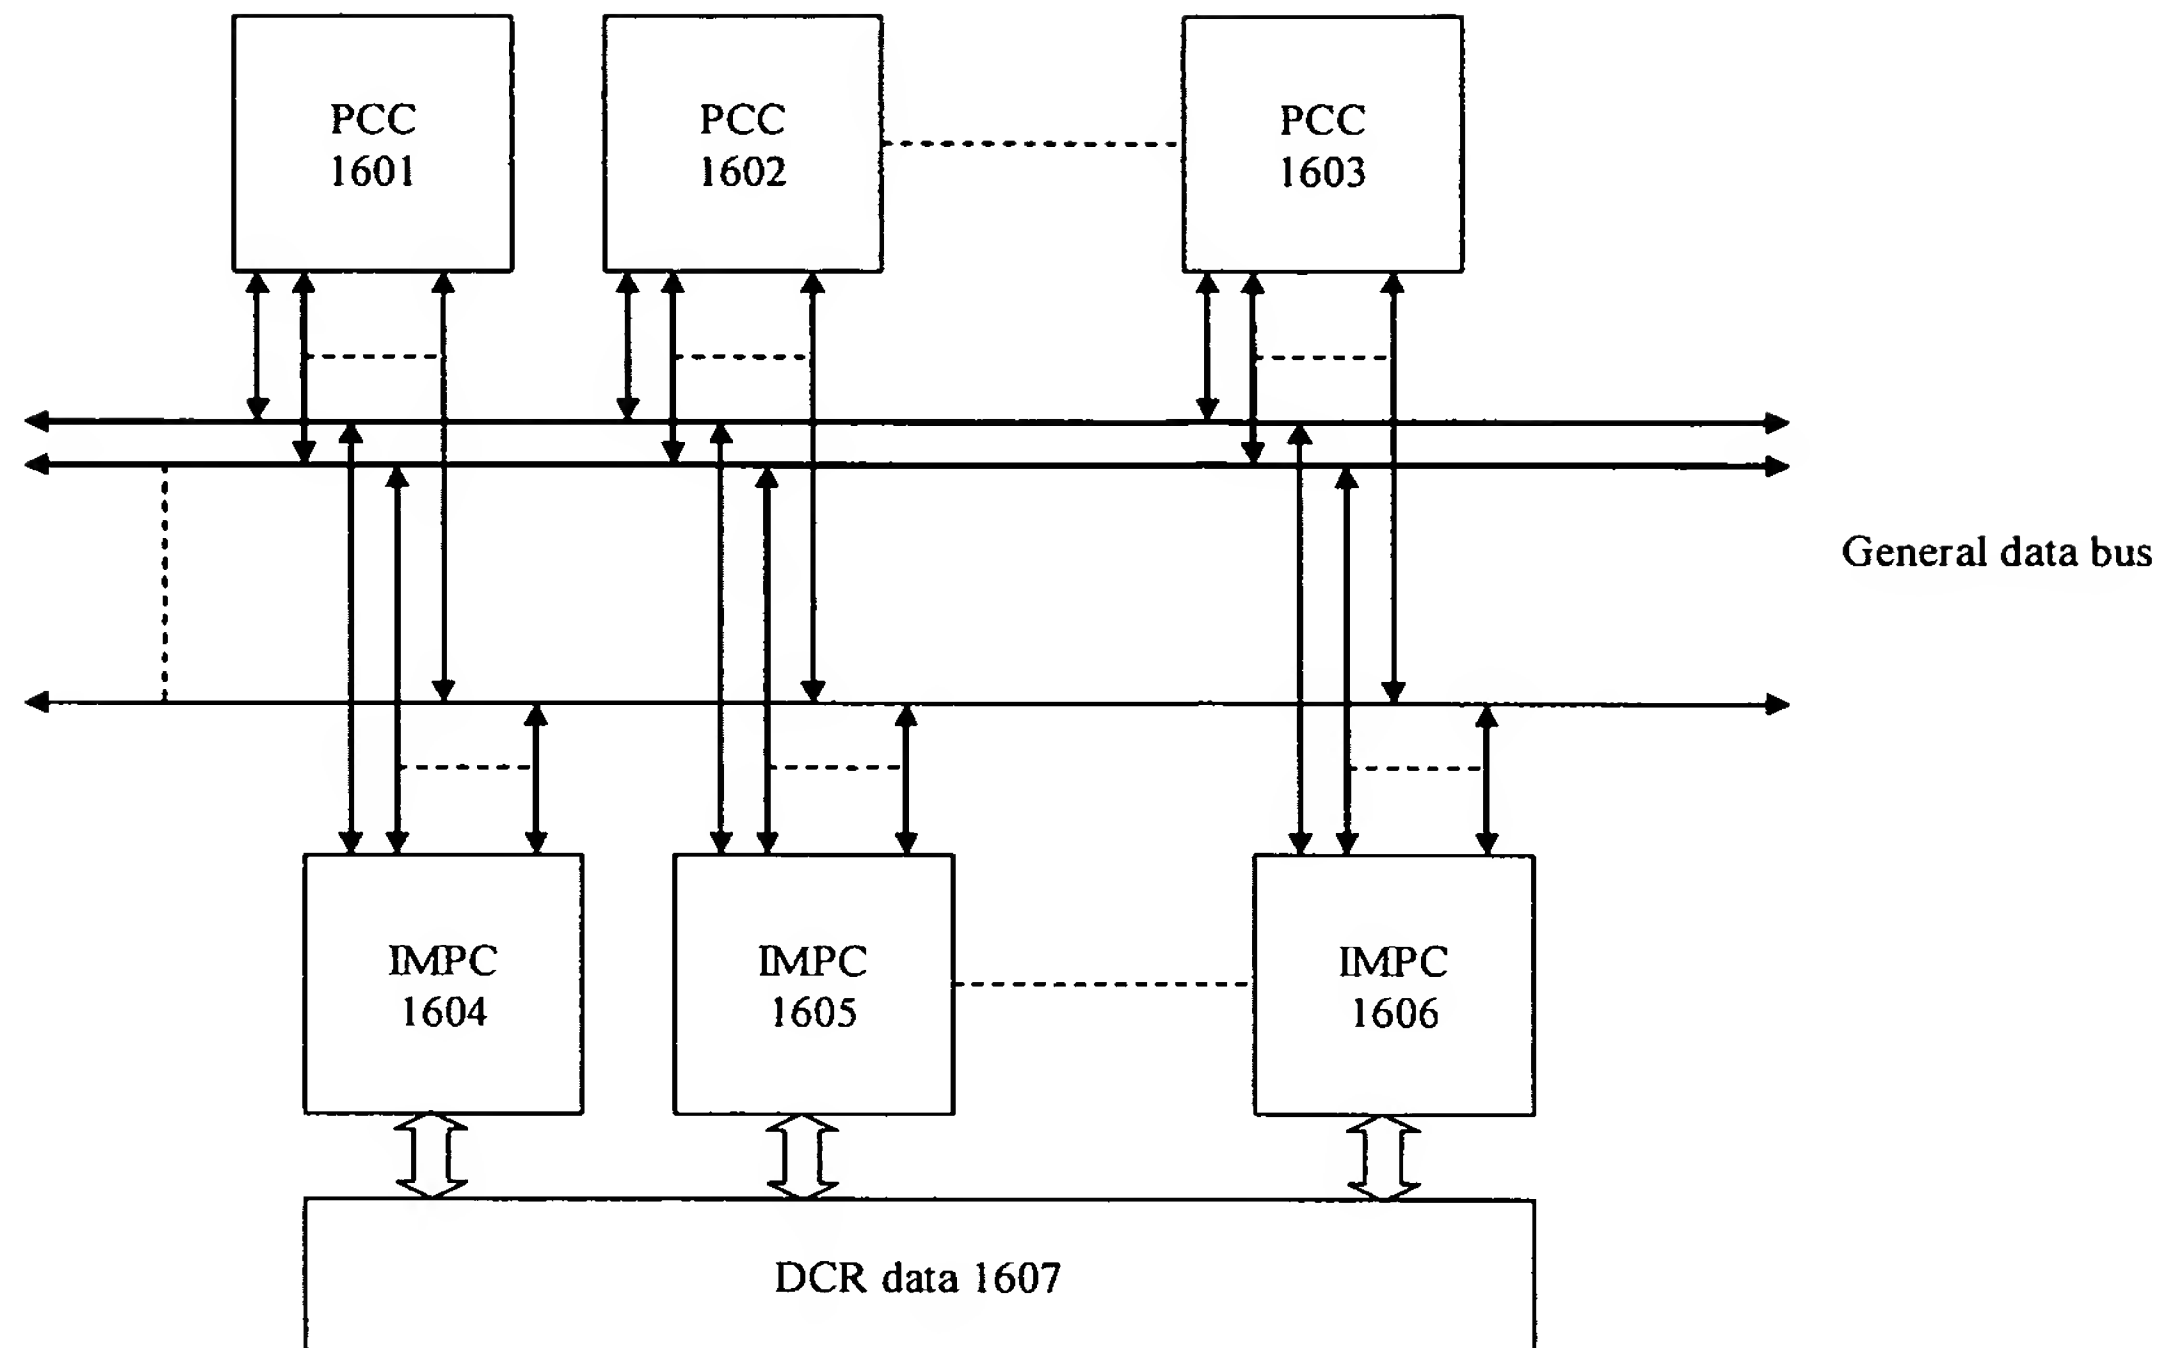 PCC
1601
PCC
1602
PCC
1603
General data bus
IMPC
1604
IMPC
1605
IMPC
1606
DCR data 1607